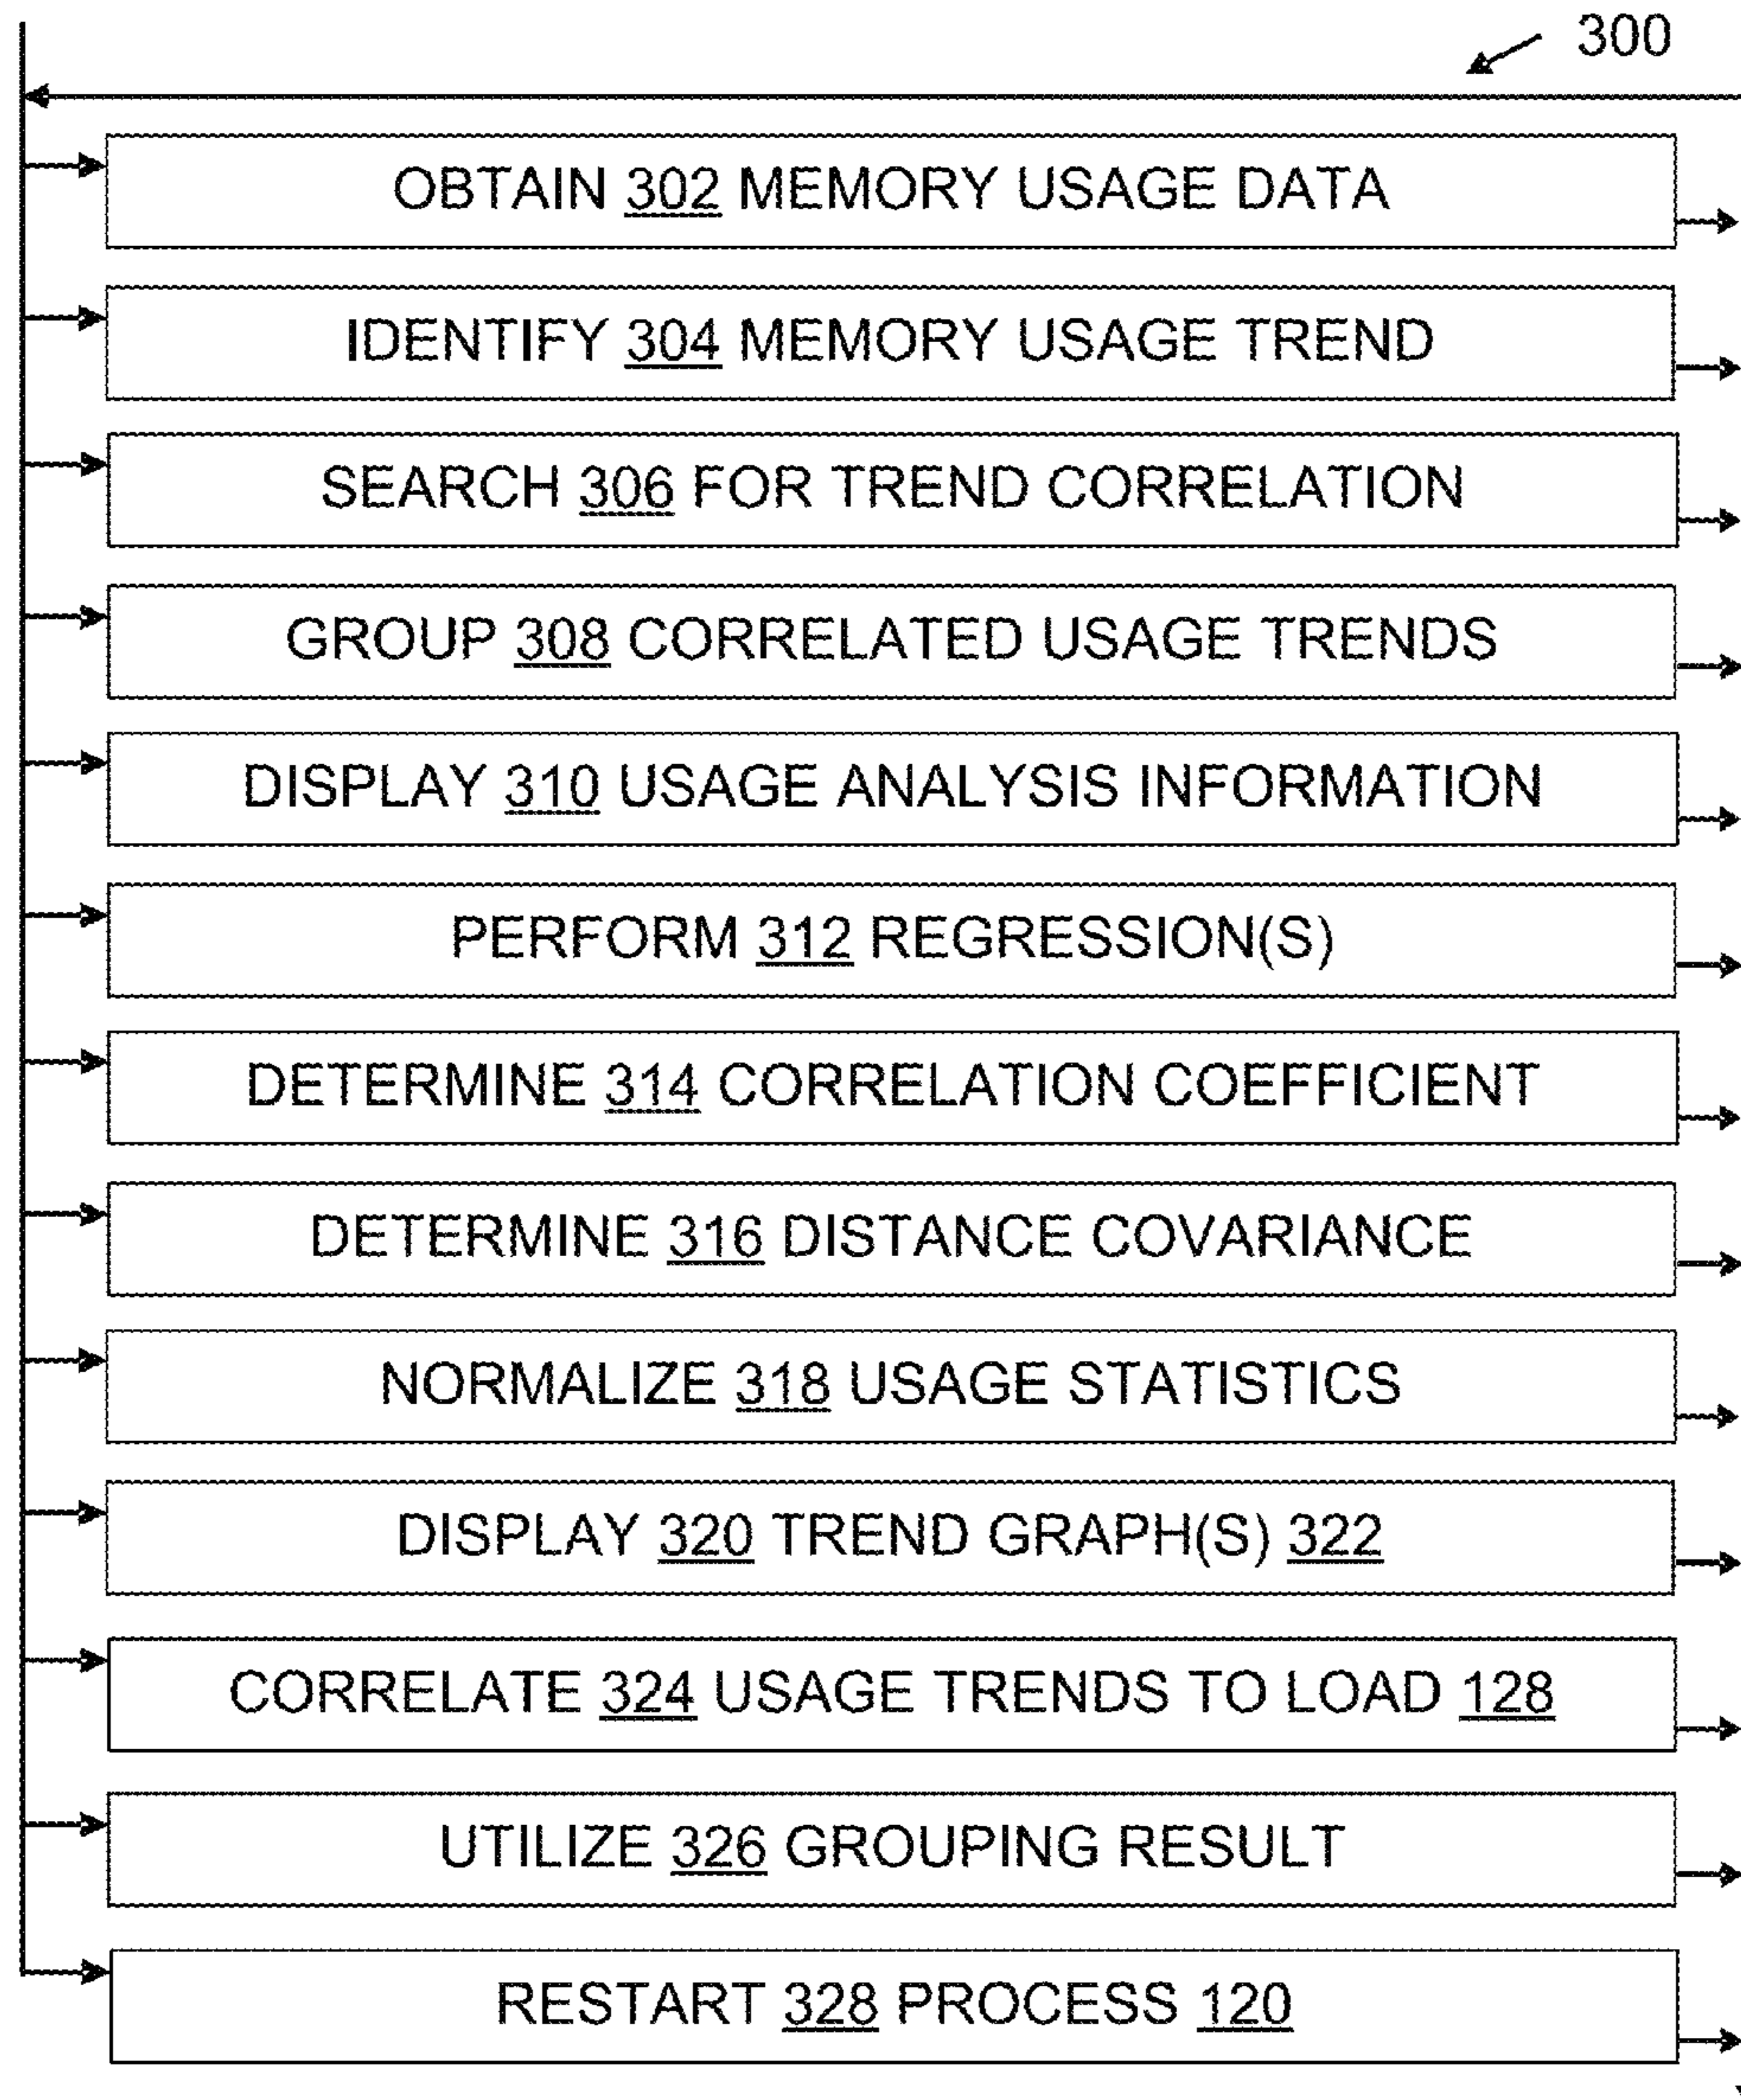 300
OBTAIN 302 MEMORY USAGE DATA
IDENTIFY 304 MEMORY USAGE TREND
SEARCH 306 FOR TREND CORRELATION
GROUP 308 CORRELATED USAGE TRENDS
DISPLAY 310 USAGE ANALYSIS INFORMATION
PERFORM 312 REGRESSION(S)
DETERMINE 314 CORRELATION COEFFICIENT
DETERMINE 316 DISTANCE COVARIANCE
NORMALIZE 318 USAGE STATISTICS
DISPLAY 320 TREND GRAPH(S) 322
CORRELATE 324 USAGE TRENDS TO LOAD 128
UTILIZE 326 GROUPING RESULT
RESTART 328 PROCESS 120